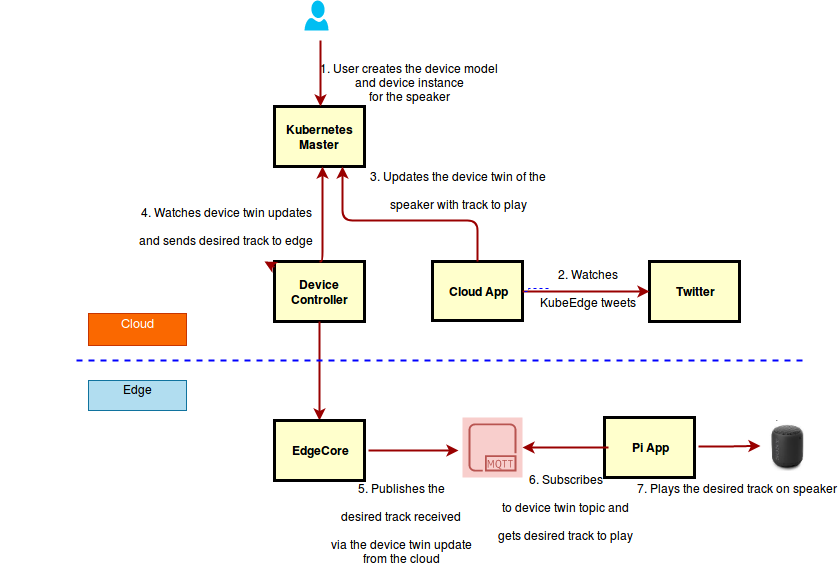 1. User creates the device model
and device instance
for the speaker
Kubernetes
Master
3. Updates the device twin of the
speaker with track to play
4. Watches device twin updates
and sends desired track to edge
Device
Controller
Cloud App
2. Watches
KubeEdge tweets
Twitter
Cloud
Edge
EdgeCore
MQTT
Pi App
5. Publishes the
desired track received
via the device twin update
from the cloud
6. Subscribes
to device twin topic and
gets desired track to play
7. Plays the desired track on speaker